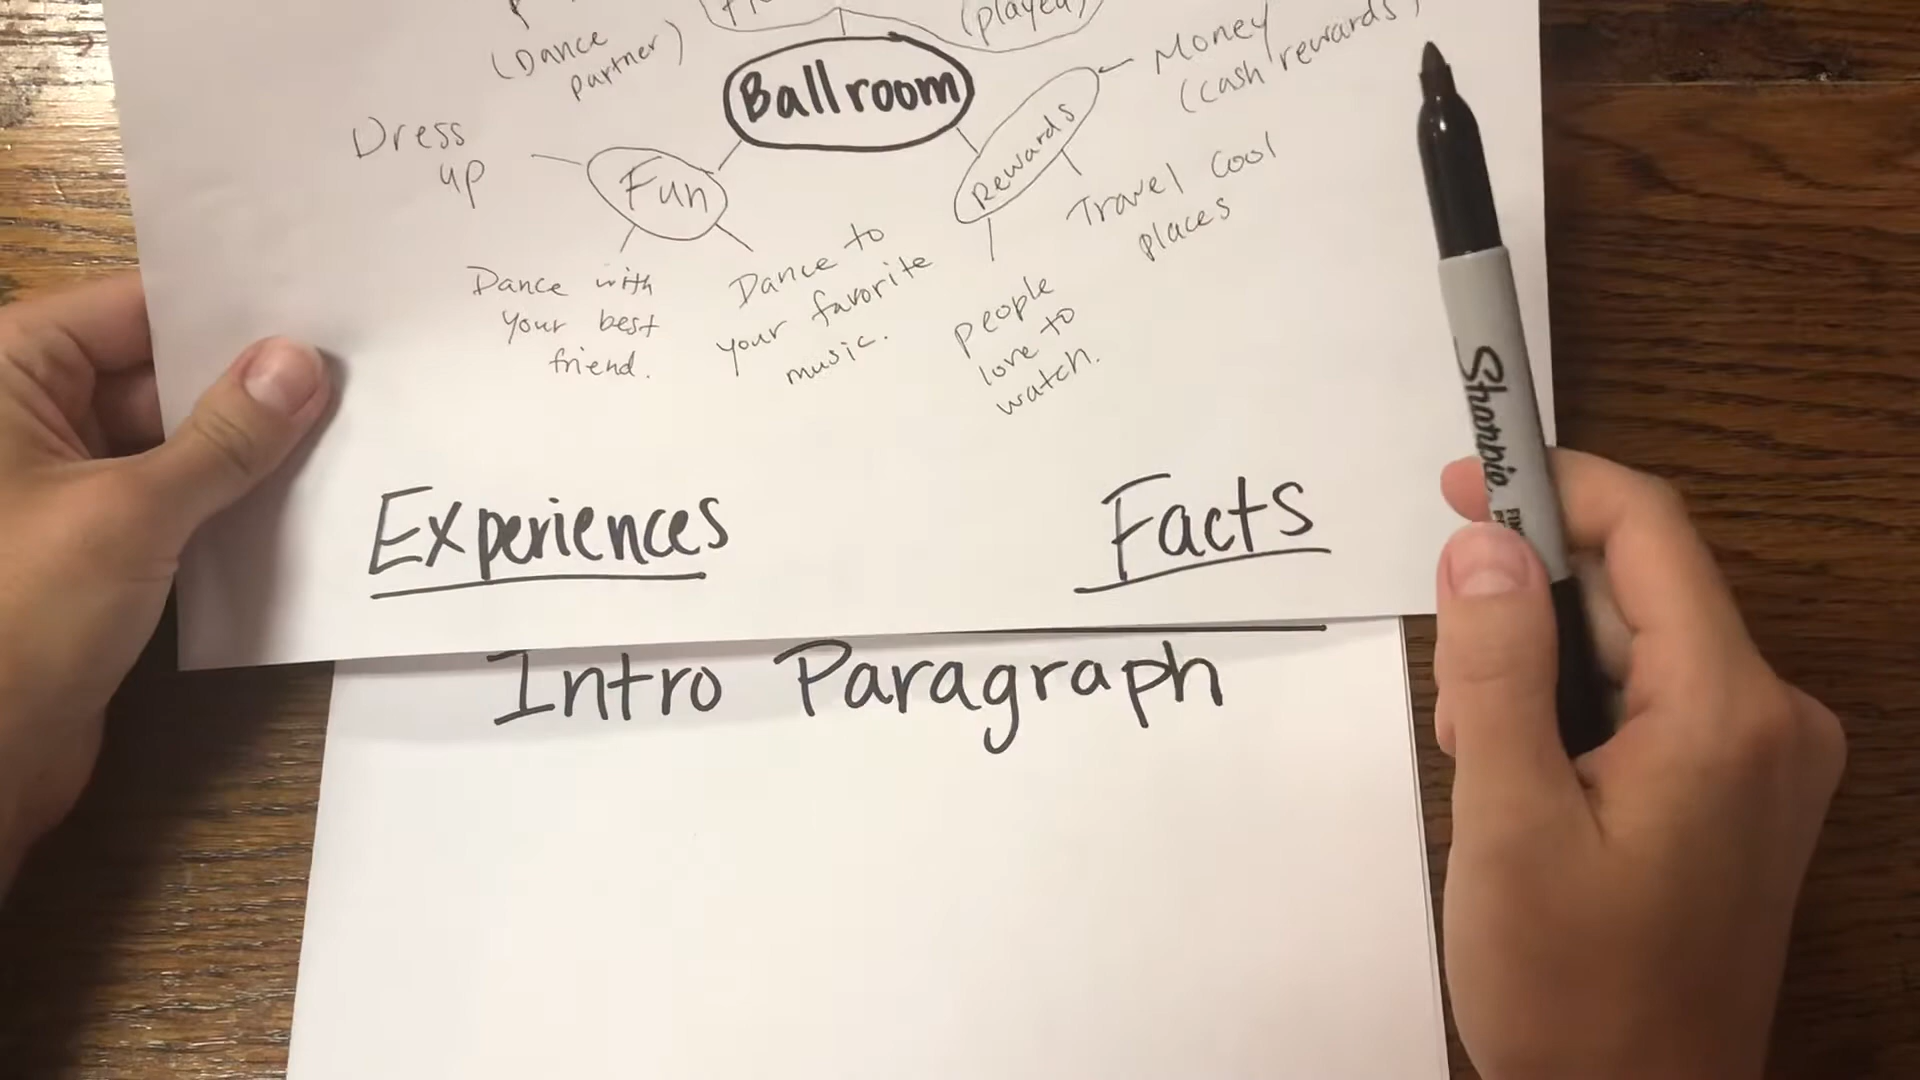 (Dance
partner)
(played)
Ballroom
Money
(cash rewards)
Rewards
Travel cool
places
people
love to
watch.
Dress
up
Fun
Dance with
your best
friend.
Dance to
your favorite
music.
Experiences
Facts
Intro Paragraph
Sharpie